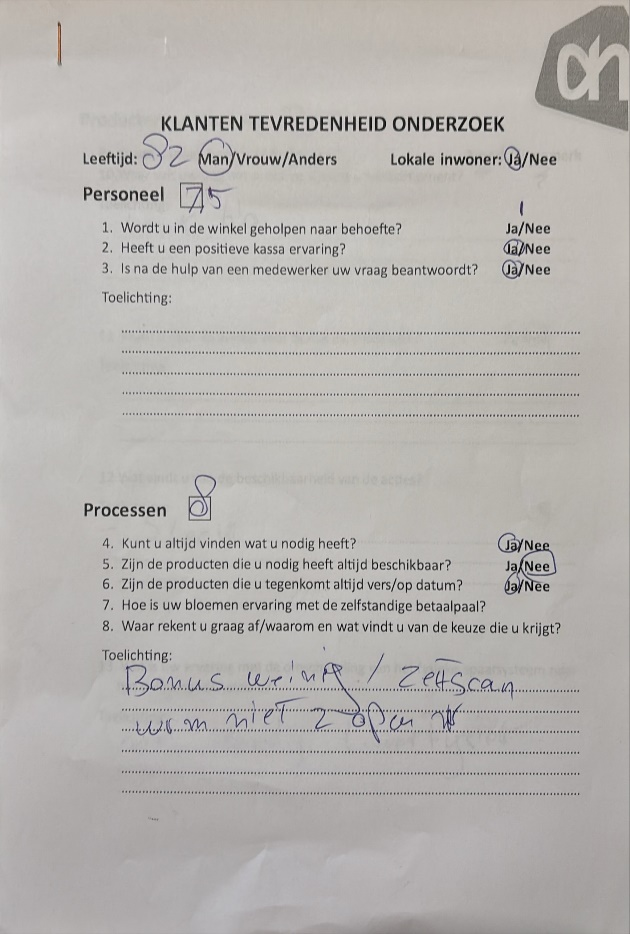 ah
KLANTEN TEVREDENHEID ONDERZOEK
Leeftijd: 82 Man/Vrouw/Anders Lokale inwoner: Ja/Nee
Personeel 7,5
1. Wordt u in de winkel geholpen naar behoefte? Ja/Nee
2. Heeft u een positieve kassa ervaring? Ja/Nee
3. Is na de hulp van een medewerker uw vraag beantwoordt? Ja/Nee
Toelichting:
Processen 8
4. Kunt u altijd vinden wat u nodig heeft? Ja/Nee
5. Zijn de producten die u nodig heeft altijd beschikbaar? Ja/Nee
6. Zijn de producten die u tegenkomt altijd vers/op datum? Ja/Nee
7. Hoe is uw bloemen ervaring met de zelfstandige betaalpaal?
8. Waar rekent u graag af/waarom en wat vindt u van de keuze die u krijgt?
Toelichting:
Bonus weinig / Zelfscan
niet open